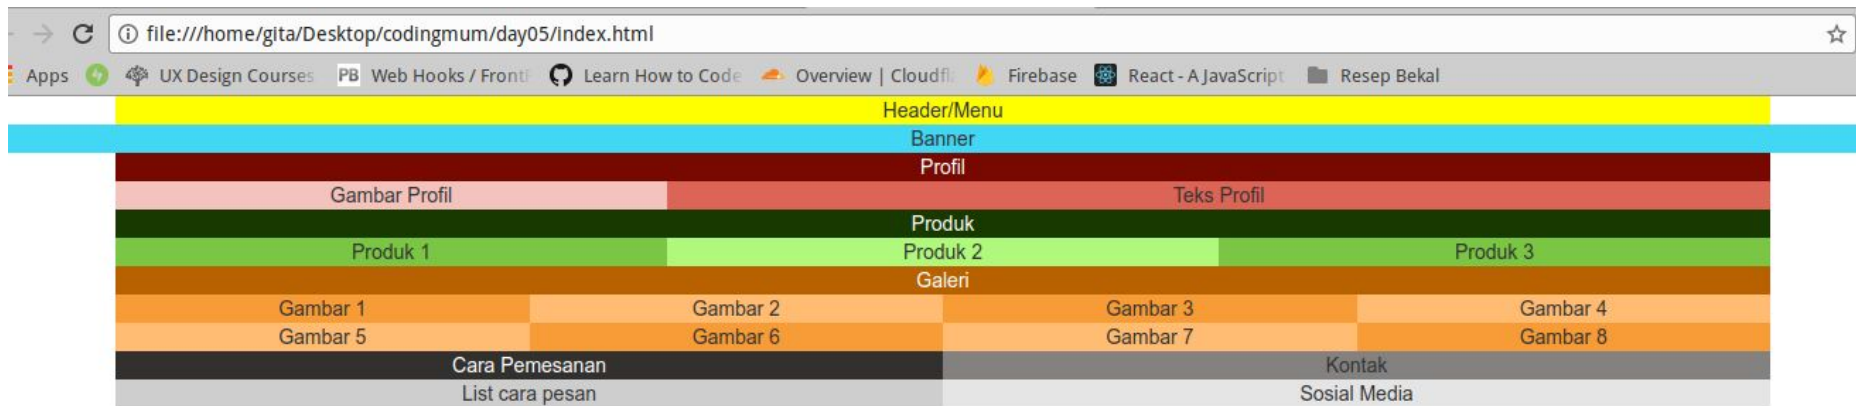 file:///home/gita/Desktop/codingmum/day05/index.html
Apps UX Design Courses PB Web Hooks / Front Learn How to Code Overview | Cloudfl Firebase React - A JavaScript Resep Bekal
Header/Menu
Banner
Profil
Gambar Profil Teks Profil
Produk
Produk 1 Produk 2 Produk 3
Galeri
Gambar 1 Gambar 2 Gambar 3 Gambar 4
Gambar 5 Gambar 6 Gambar 7 Gambar 8
Cara Pemesanan Kontak
List cara pesan Sosial Media